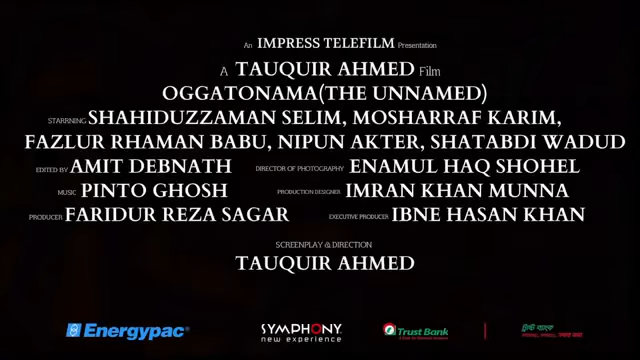 An IMPRESS TELEFILM Presentation
A TAUQUIR AHMED Film
OGGATONAMA(THE UNNAMED)
STARRNING SHAHIDUZZAMAN SELIM, MOSHARRAF KARIM,
FAZLUR RHAMAN BABU, NIPUN AKTER, SHATABDI WADUD
EDITED BY AMIT DEBNATH DIRECTOR OF PHOTOGRAPHY ENAMUL HAQ SHOHEL
MUSIC PINTO GHOSH PRODUCTION DESIGNER IMRAN KHAN MUNNA
PRODUCER FARIDUR REZA SAGAR EXECUTIVE PRODUCER IBNE HASAN KHAN
SCREENPLAY & DIRECTION
TAUQUIR AHMED
Energypac SYMPHONY Trust Bank
new experience